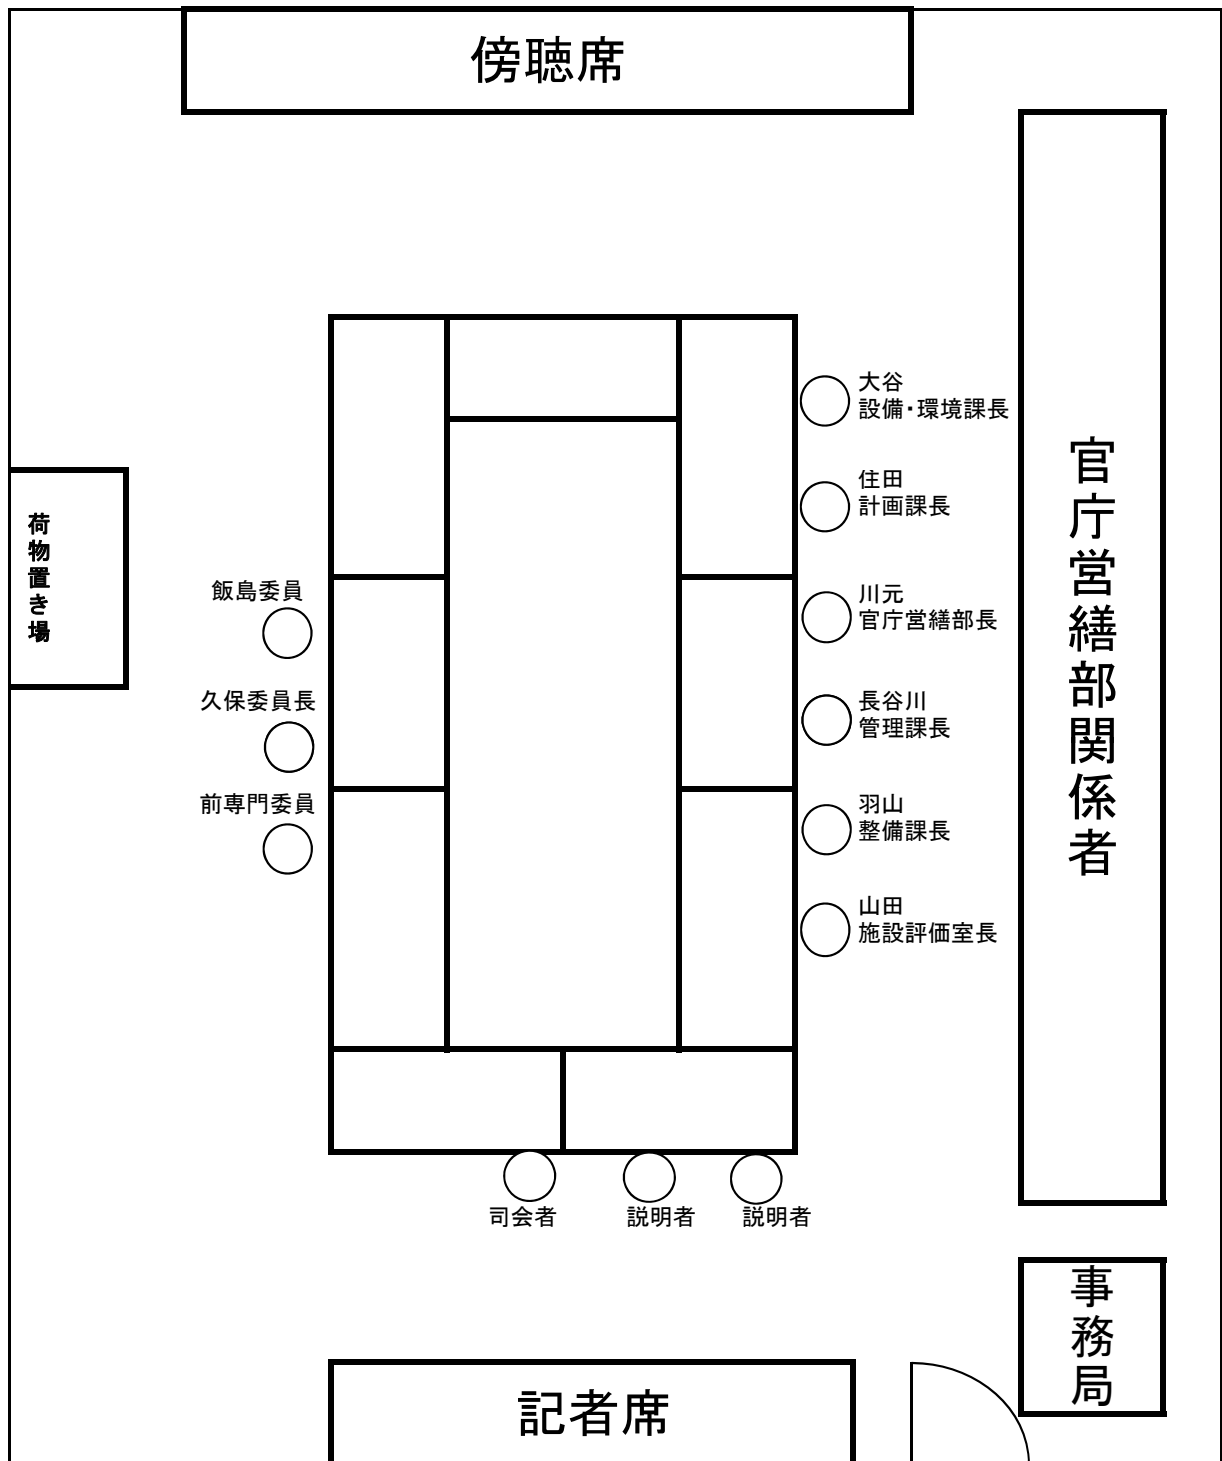 傍聴席
大谷
設備・環境課長
住田
計画課長
官庁営繕部関係者
荷物置き場
飯島委員
川元
官庁営繕部長
久保委員長
長谷川
管理課長
前専門委員
羽山
整備課長
山田
施設評価室長
司会者
説明者
説明者
事務局
記者席